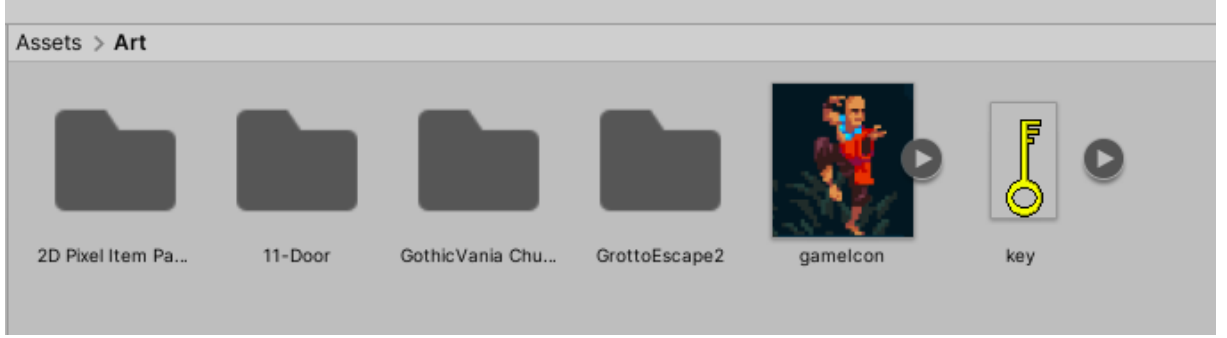 Assets > Art
2D Pixel Item Pa...
11-Door
GothicVania Chu...
GrottoEscape2
gameIcon
key